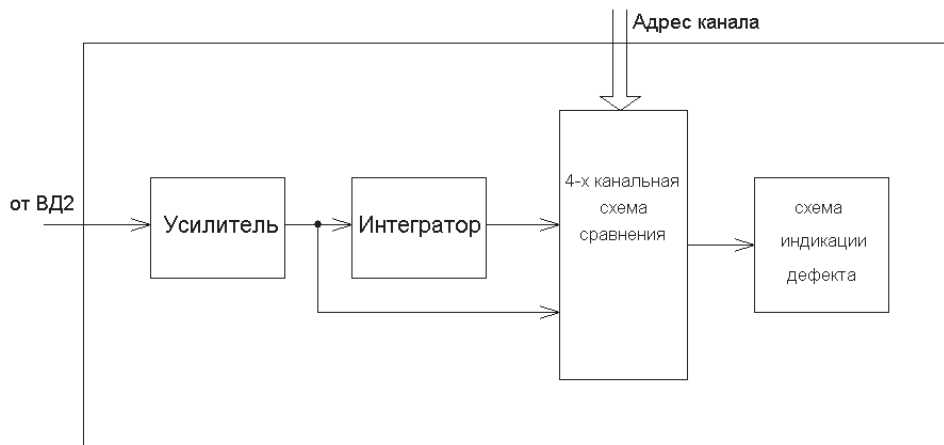 Адрес канала
от ВД2
Усилитель
Интегратор
4-х канальная
схема
сравнения
схема
индикации
дефекта